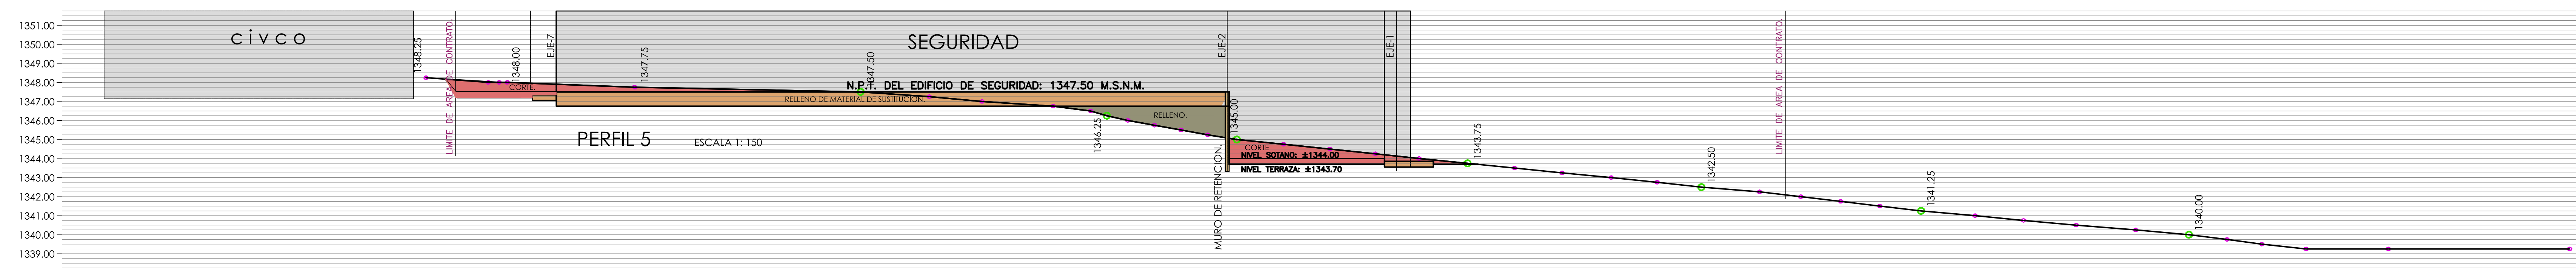 1351.00
1350.00
1349.00
1348.00
1347.00
1346.00
1345.00
1344.00
1343.00
1342.00
1341.00
1340.00
1339.00
civco
1348.25
LIMITE DE AREA DE CONTRATO.
1348.00
CORTE.
EJE-7
1347.75
SEGURIDAD
1347.50
N.P.T. DEL EDIFICIO DE SEGURIDAD: 1347.50 M.S.N.M.
RELLENO DE MATERIAL DE SUSTITUCION.
RELLENO.
1346.25
PERFIL 5
ESCALA 1: 150
EJE-2
MURO DE RETENCION.
1345.00
CORTE
NIVEL SOTANO: ±1344.00
NIVEL TERRAZA: ±1343.70
EJE-1
1343.75
1342.50
LIMITE DE AREA DE CONTRATO.
1341.25
1340.00